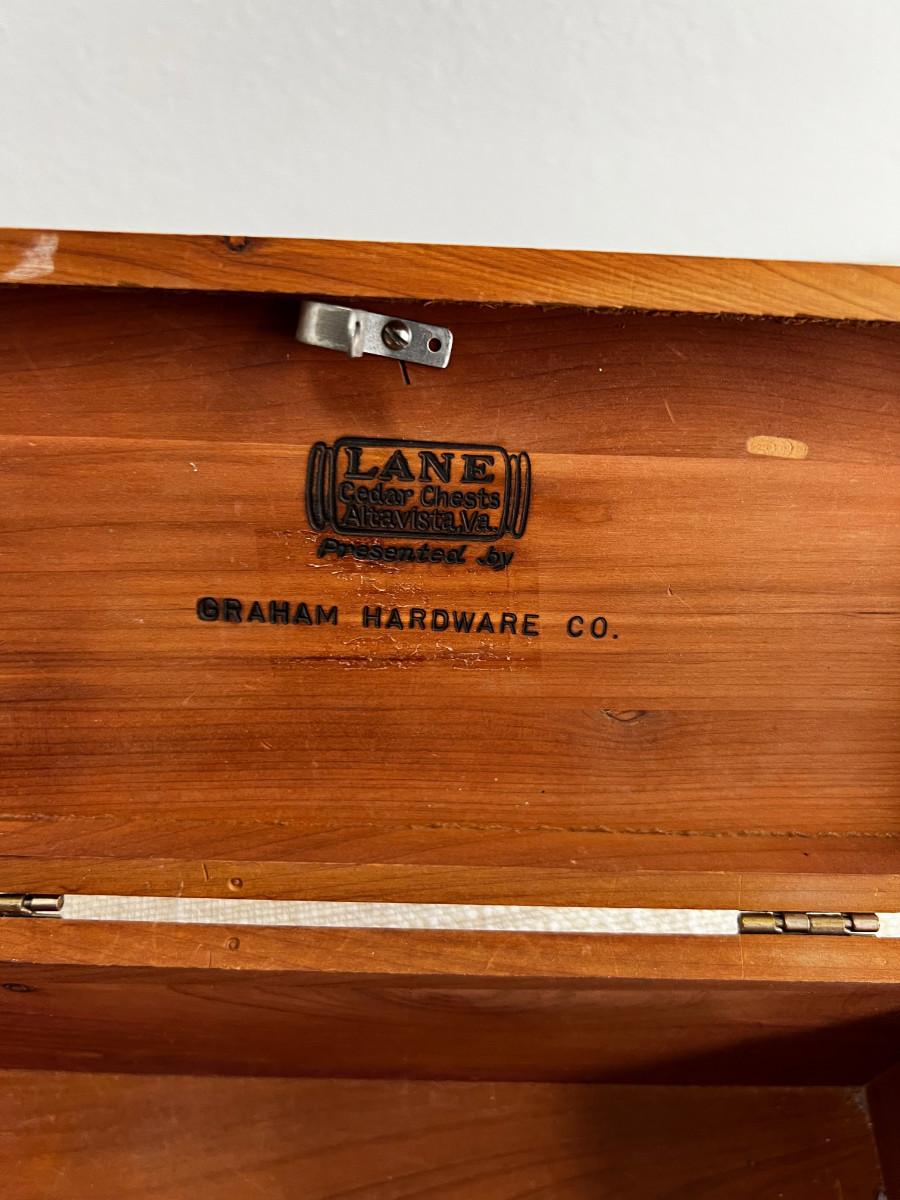 LANE
Cedar Chests
Altavista, Va.
Presented by
GRAHAM HARDWARE CO.